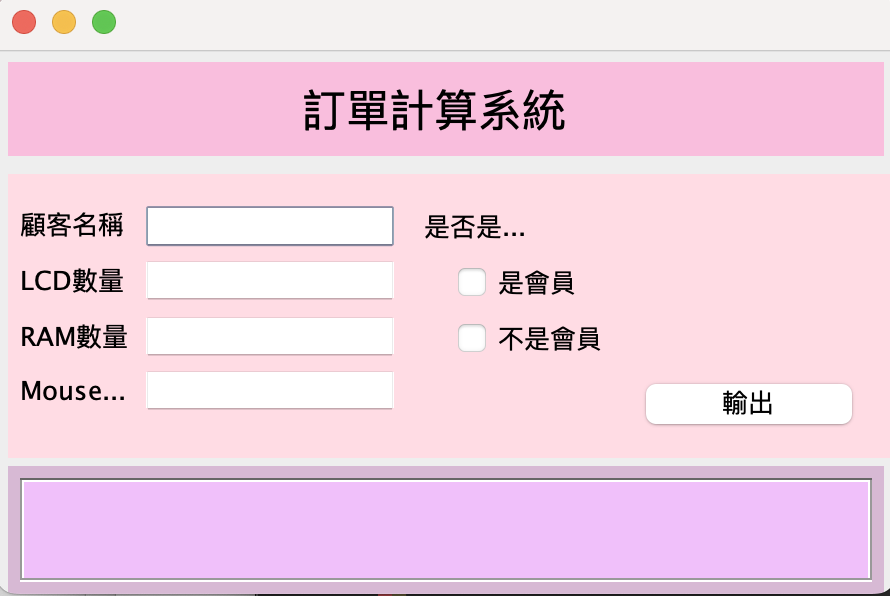 訂單計算系統
顧客名稱
是否是...
LCD數量
是會員
RAM數量
不是會員
Mouse...
輸出